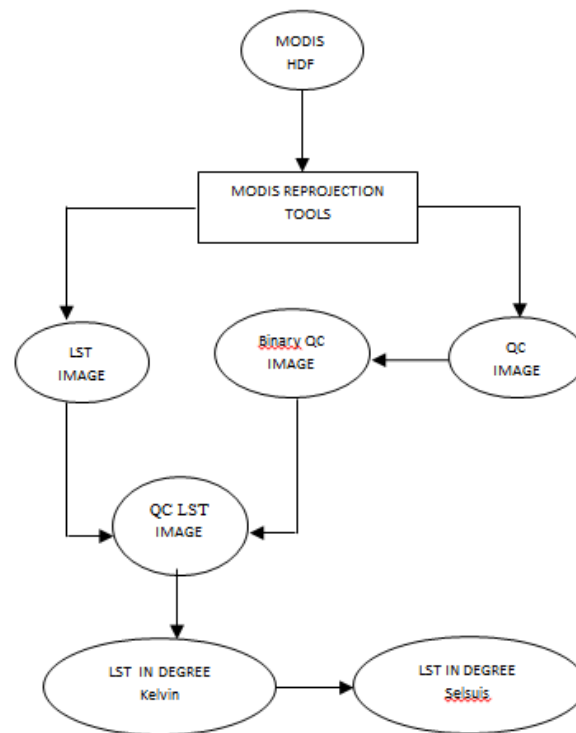 MODIS
HDF
MODIS REPROJECTION
TOOLS
LST
IMAGE
Binary QC
IMAGE
QC
IMAGE
QC LST
IMAGE
LST IN DEGREE
Kelvin
LST IN DEGREE
Selsuis